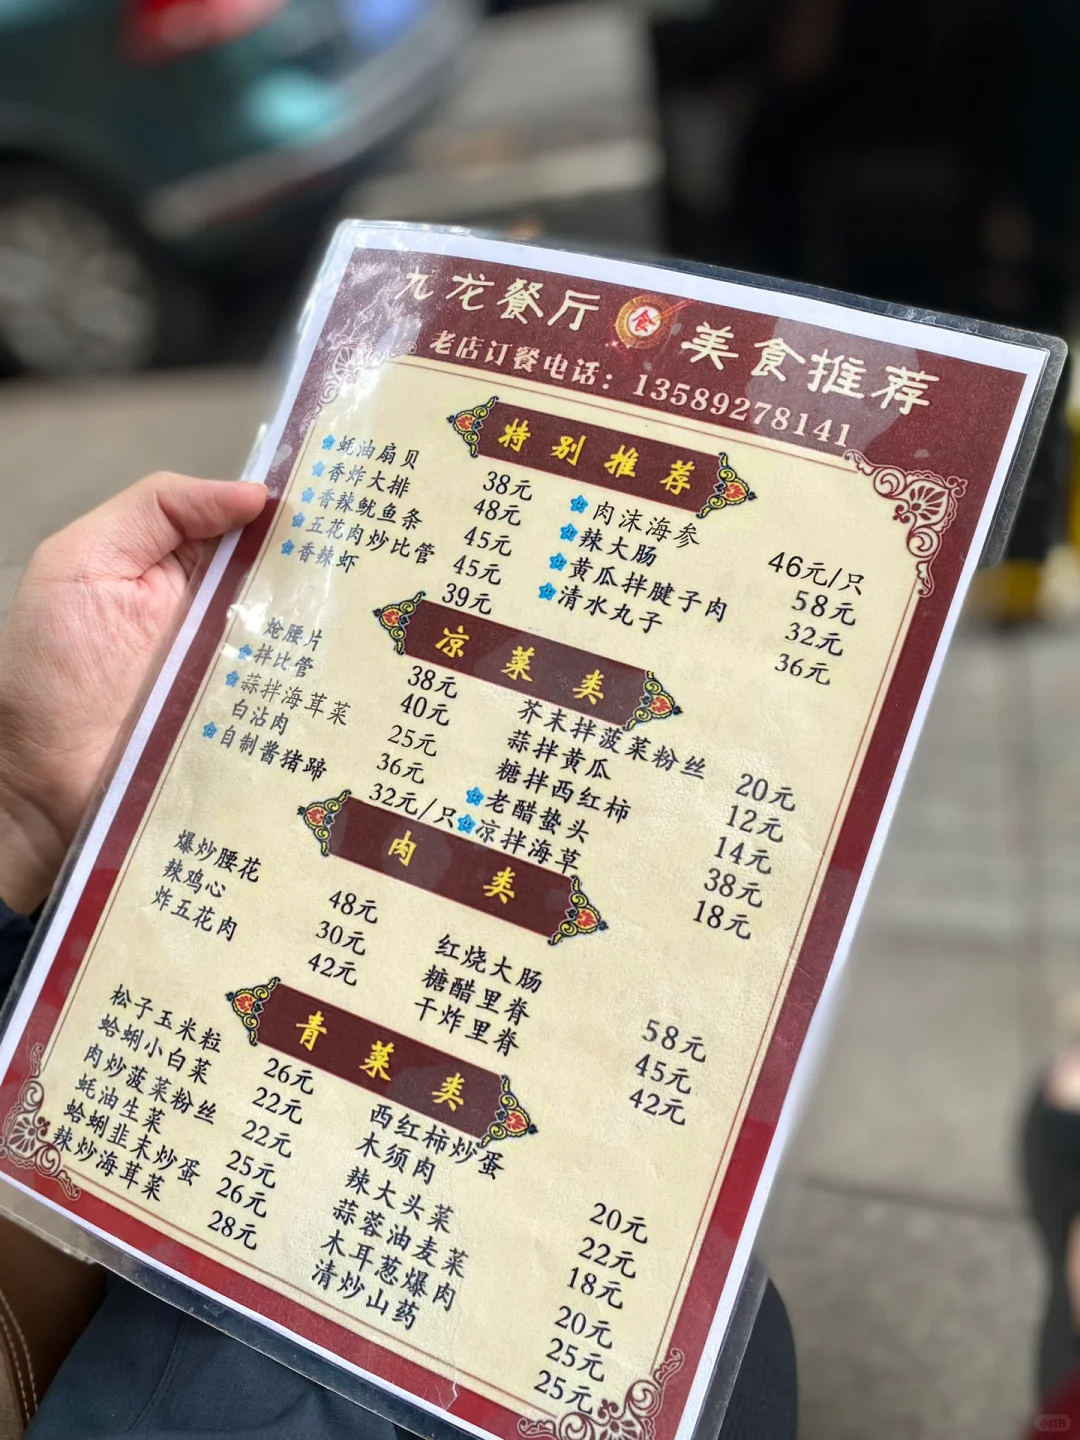 九龙餐厅 食 美食推荐
老店订餐电话：13589278141
特别推荐
蚝油扇贝 38元
香炸大排 48元
香辣鱿鱼条 45元
五花肉炒比管 45元
香辣虾 39元
肉沫海参 46元/只
辣大肠 58元
黄瓜拌腱子肉 32元
清水丸子 36元
凉菜类
炝腰片 38元
拌比管 40元
蒜拌海茸菜 25元
白沾肉 36元
自制酱猪蹄 32元/只
芥末拌菠菜粉丝 20元
蒜拌黄瓜 12元
糖拌西红柿 14元
老醋蛰头 38元
凉拌海草 18元
肉类
爆炒腰花 48元
辣鸡心 30元
炸五花肉 42元
红烧大肠 58元
糖醋里脊 45元
干炸里脊 42元
青菜类
松子玉米粒 26元
蛤蜊小白菜 22元
肉炒菠菜粉丝 22元
蚝油生菜 25元
蛤蜊韭末炒蛋 26元
辣炒海茸菜 28元
西红柿炒蛋 20元
木须肉 22元
辣大头菜 18元
蒜蓉油麦菜 20元
木耳葱爆肉 25元
清炒山药 25元